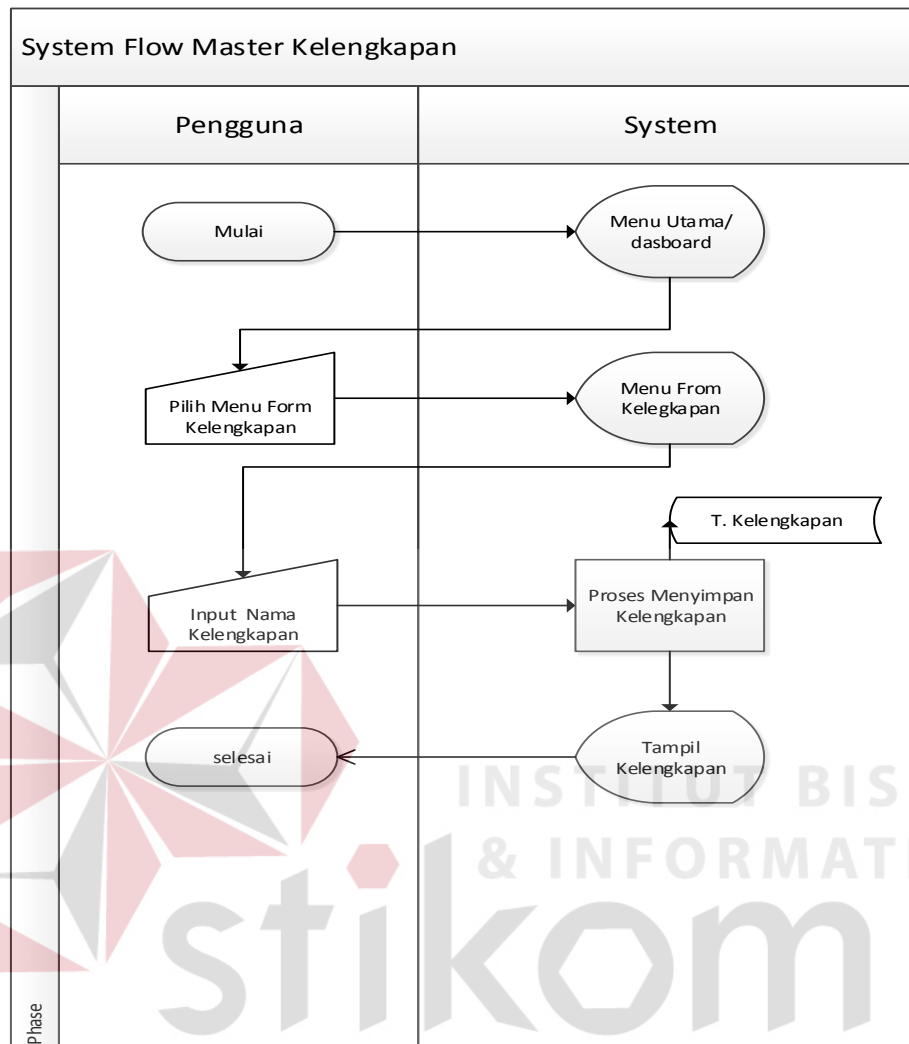 System Flow Master Kelengkapan
Pengguna
System
Mulai
Menu Utama/
dasboard
Pilih Menu Form
Kelengkapan
Menu From
Kelegkapan
T. Kelengkapan
Input Nama
Kelengkapan
Proses Menyimpan
Kelengkapan
selesai
Tampil
Kelengkapan
INSTITUT BIS
& INFORMATI
stikom
Phase